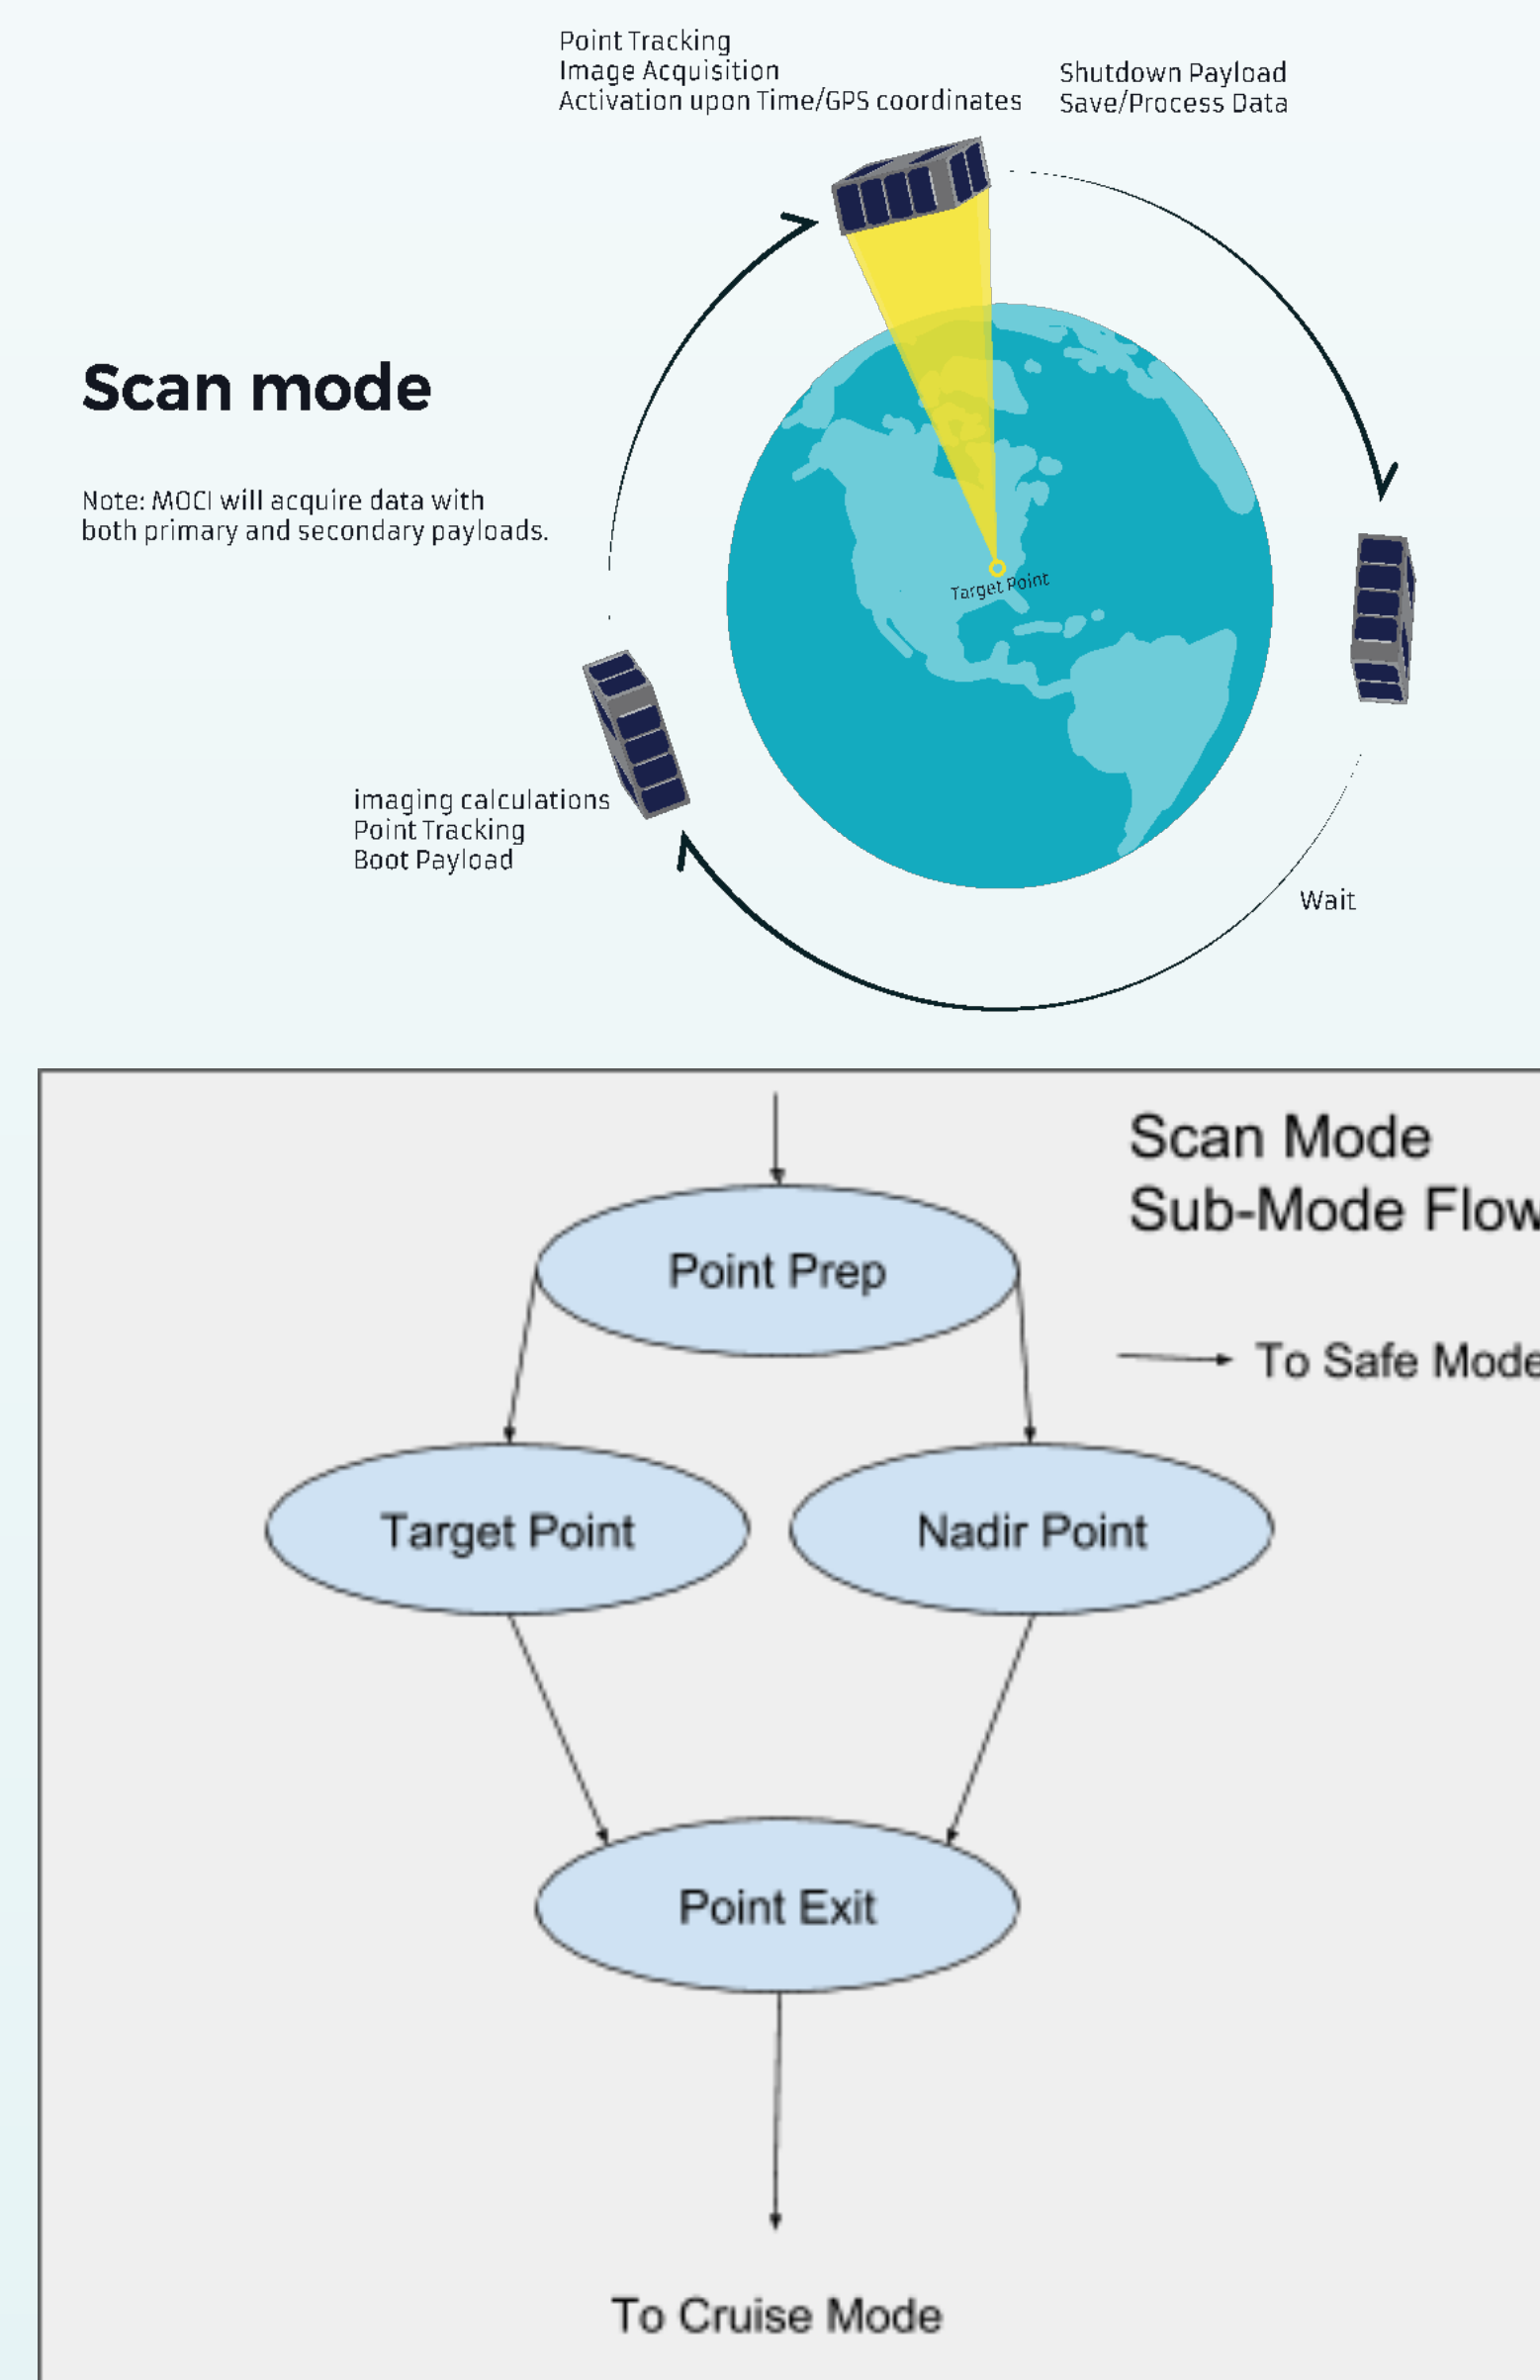 Point Tracking
Image Acquisition
Activation upon Time/GPS coordinates
Shutdown Payload
Save/Process Data
Scan mode
Note: MOCI will acquire data with
both primary and secondary payloads.
Target Point
imaging calculations
Point Tracking
Boot Payload
Wait
Scan Mode
Sub-Mode Flow
Point Prep
To Safe Mode
Target Point
Nadir Point
Point Exit
To Cruise Mode